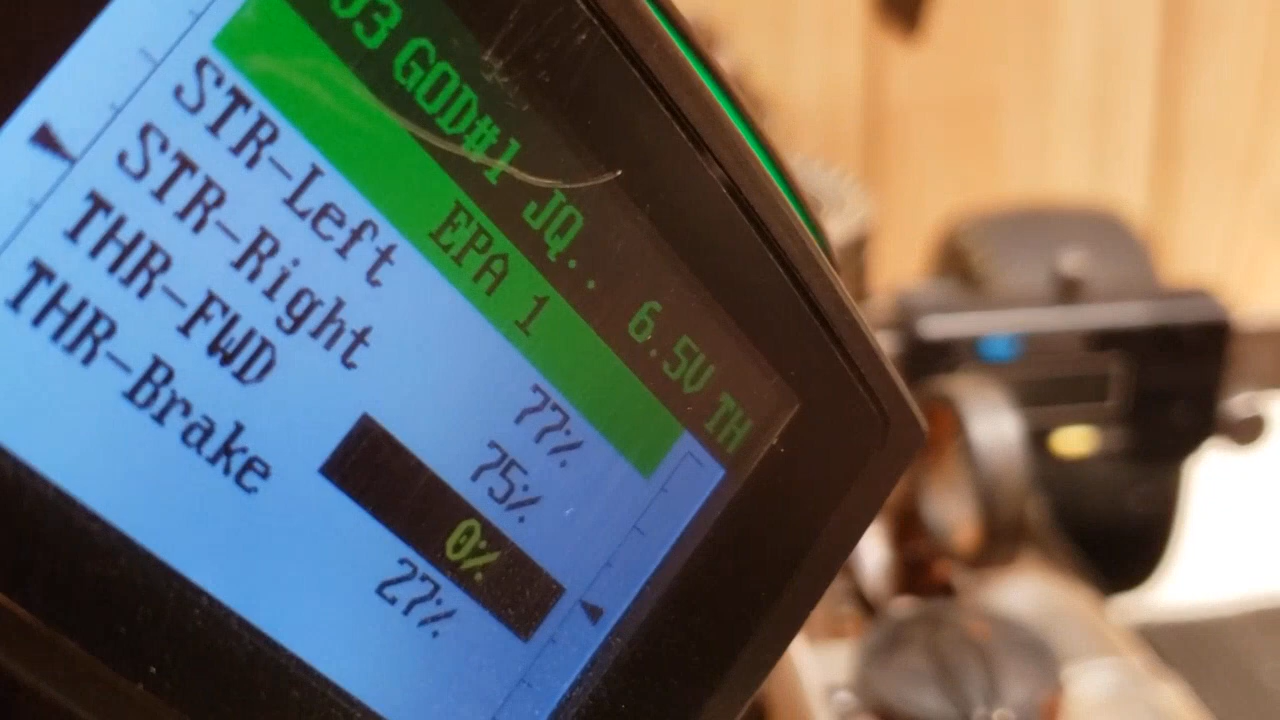 03 GOD#1 JQ.. 6.5V TH
EPA 1
STR-Left 77%
STR-Right 75%
THR-FWD 0%
THR-Brake 27%